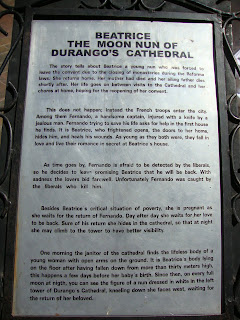 BEATRICE
THE MOON NUN OF
DURANGO'S CATHEDRAL
The story tells about Beatrice a young nun who was forced to
leave the convent due to the closing of monasteries during the Reforma
laws. She returns home. Her mother died and her ailing father dies
shortly after. Her life goes on between visits to the Cathedral and her
chores at home, hoping for the reopening of her convent.
This does not happen; instead the French troops enter the city.
Among them Fernando, a handsome captain, injured with a knife by a
jealous man. Fernando trying to save his life asks for help in the first house
he finds. It is Beatriz, who frightened opens, the doors to her home,
hides him, and heals his wounds. As young as they both were, they fall in
love and live their romance in secret at Beatrice's house.
As time goes by, Fernando is afraid to be detected by the liberals,
so he decides to leave promising Beatrice that he will be back. With
sadness the lovers bid farewell. Unfortunately Fernando was caught by
the liberals who kill him.
Besides Beatrice's critical situation of poverty, she is pregnant as
she waits for the return of Fernando. Day after day she waits for her love
to be back. Sure of his return she hides in the cathedral, so that at night
she may climb to the tower to have better visibility.
One morning the janitor of the cathedral finds the lifeless body of a
young woman with open arms on the ground. It is Beatrice's body lying
on the floor after having fallen down from more than thirty meters high,
this happens a few days before her baby's birth. Since then, on every full
moon at night, you can see the figure of a nun dressed in white in the left
tower of Durango's Cathedral, kneeling down she faces west, waiting for
the return of her beloved.